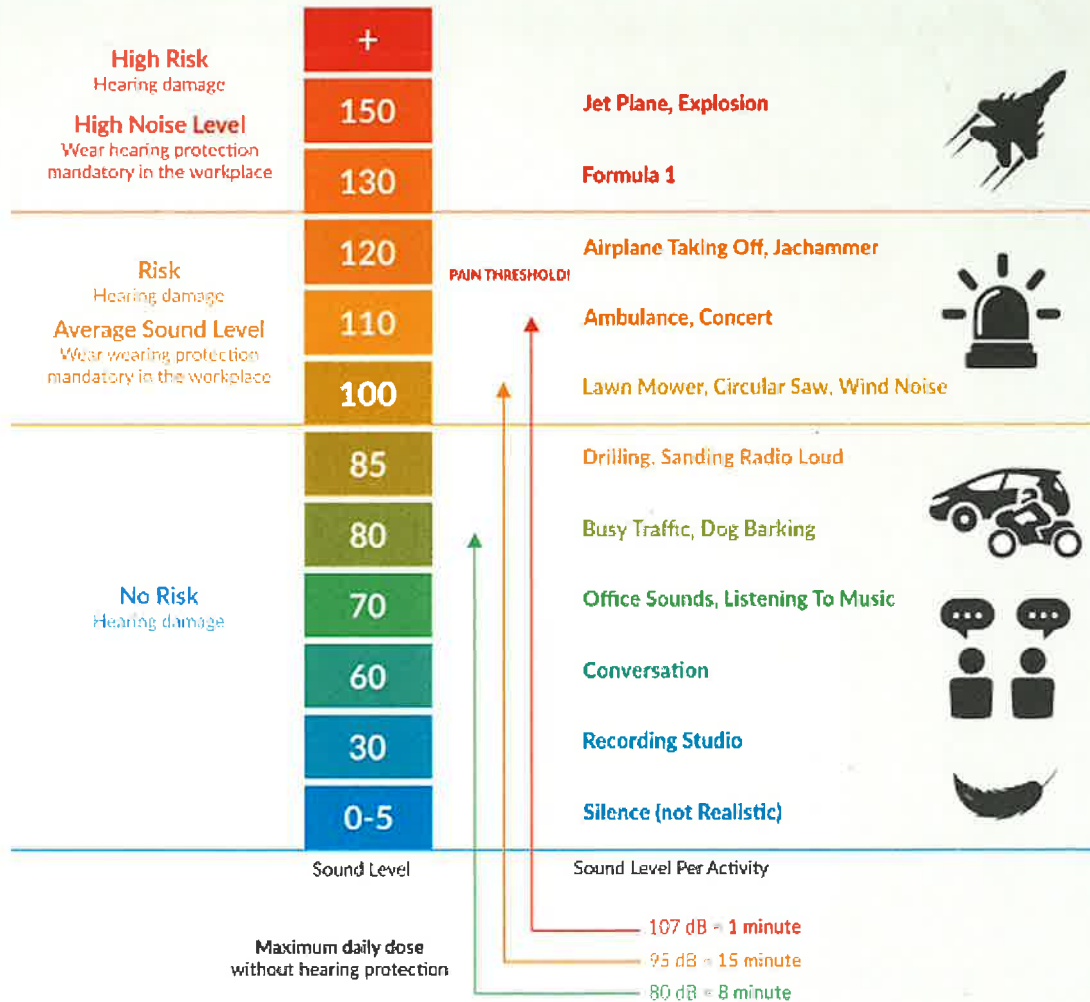 +
High Risk
Hearing damage
High Noise Level
Wear hearing protection
mandatory in the workplace
150
Jet Plane, Explosion
130
Formula 1
Risk
Hearing damage
Average Sound Level
Wear wearing protection
mandatory in the workplace
120
PAIN THRESHOLD!
Airplane Taking Off, Jachammer
110
Ambulance, Concert
100
Lawn Mower, Circular Saw, Wind Noise
No Risk
Hearing damage
85
Drilling, Sanding Radio Loud
80
Busy Traffic, Dog Barking
70
Office Sounds, Listening To Music
60
Conversation
30
Recording Studio
0-5
Silence (not Realistic)
Sound Level
Sound Level Per Activity
Maximum daily dose
without hearing protection
107 dB = 1 minute
95 dB = 15 minute
80 dB = 8 minute